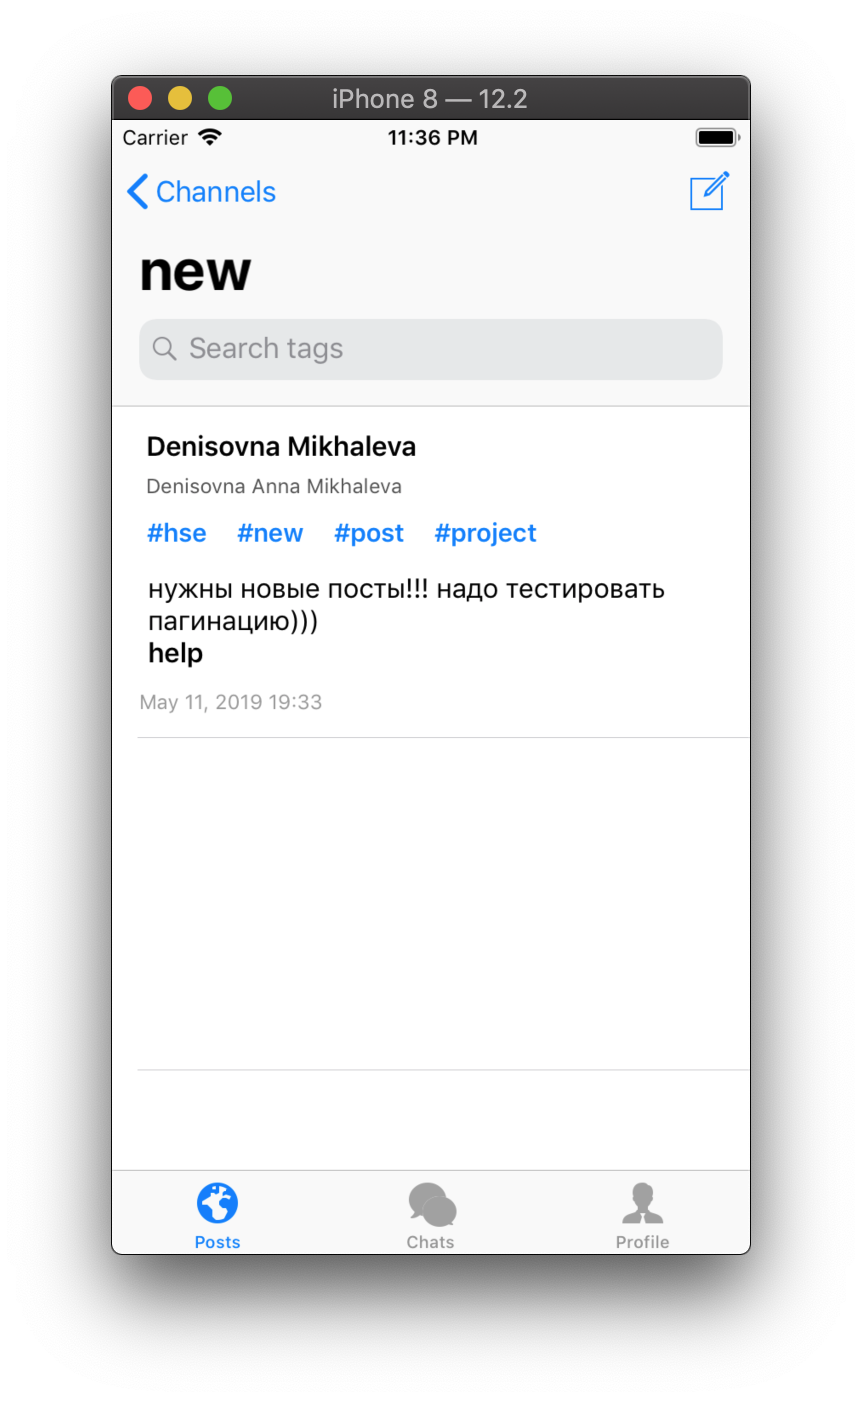 iPhone 8 — 12.2
Carrier 11:36 PM
Channels
new
Search tags
Denisovna Mikhaleva
Denisovna Anna Mikhaleva
#hse #new #post #project
нужны новые посты!!! надо тестировать
пагинацию)))
help
May 11, 2019 19:33
Posts Chats Profile